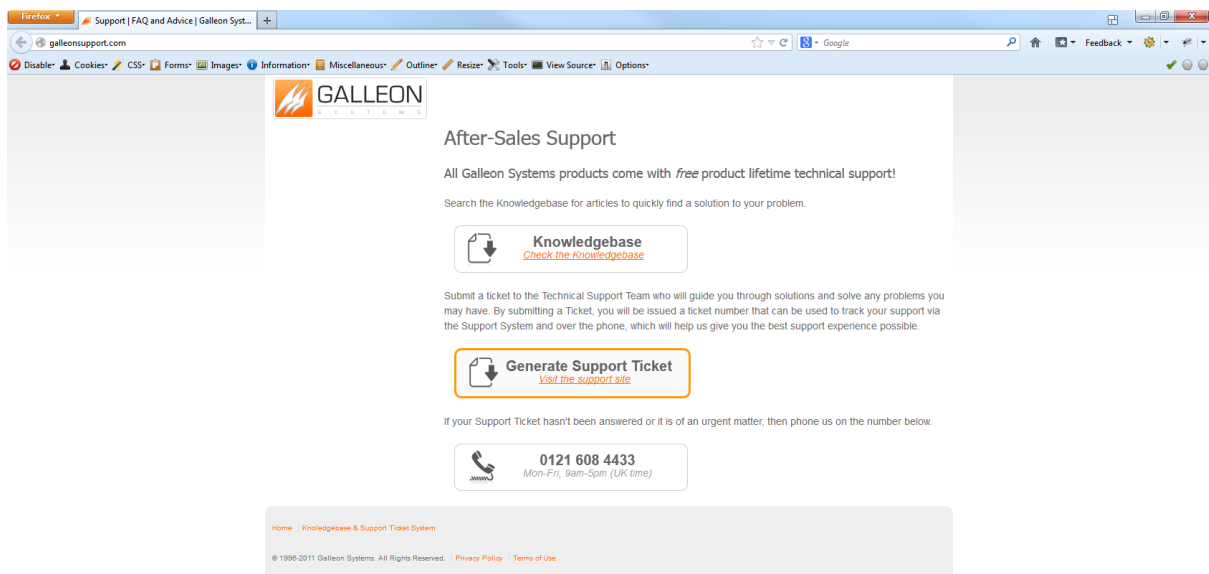 Firefox
Support | FAQ and Advice | Galleon Syst...
galleonsupport.com
Google
Feedback
Disable Cookies CSS Forms Images Information Miscellaneous Outline Resize Tools View Source Options
GALLEON
SYSTEMS
After-Sales Support
All Galleon Systems products come with free product lifetime technical support!
Search the Knowledgebase for articles to quickly find a solution to your problem.
Knowledgebase
Check the Knowledgebase
Submit a ticket to the Technical Support Team who will guide you through solutions and solve any problems you
may have. By submitting a Ticket, you will be issued a ticket number that can be used to track your support via
the Support System and over the phone, which will help us give you the best support experience possible.
Generate Support Ticket
Visit the support site
If your Support Ticket hasn't been answered or it is of an urgent matter, then phone us on the number below.
0121 608 4433
Mon-Fri, 9am-5pm (UK time)
Home | Knoledgebase & Support Ticket System
© 1996-2011 Galleon Systems. All Rights Reserved. | Privacy Policy | Terms of Use